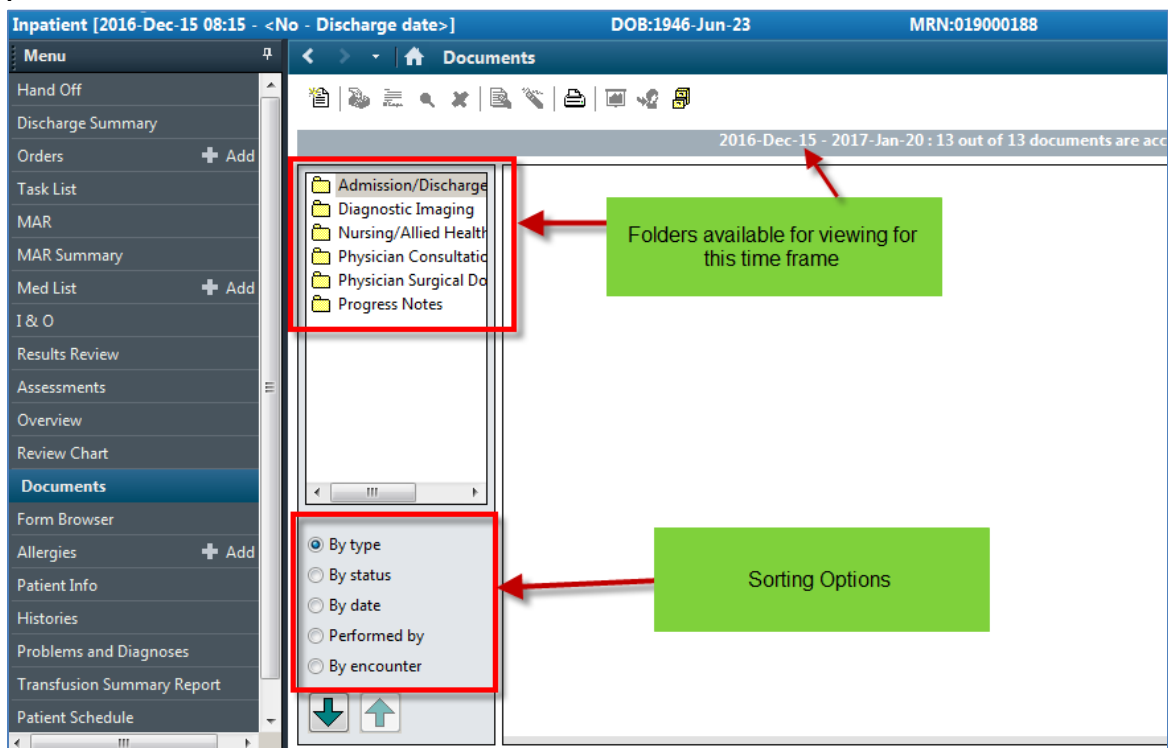 Inpatient [2016-Dec-15 08:15 - <No - Discharge date>] DOB:1946-Jun-23 MRN:019000188
Menu
Documents
Hand Off
Discharge Summary
Orders Add
Task List
MAR
MAR Summary
Med List Add
I & O
Results Review
Assessments
Overview
Review Chart
Documents
Form Browser
Allergies Add
Patient Info
Histories
Problems and Diagnoses
Transfusion Summary Report
Patient Schedule
2016-Dec-15 - 2017-Jan-20 : 13 out of 13 documents are acc
Admission/Discharge
Diagnostic Imaging
Nursing/Allied Health
Physician Consultatic
Physician Surgical Do
Progress Notes
Folders available for viewing for
this time frame
By type
By status
By date
Performed by
By encounter
Sorting Options